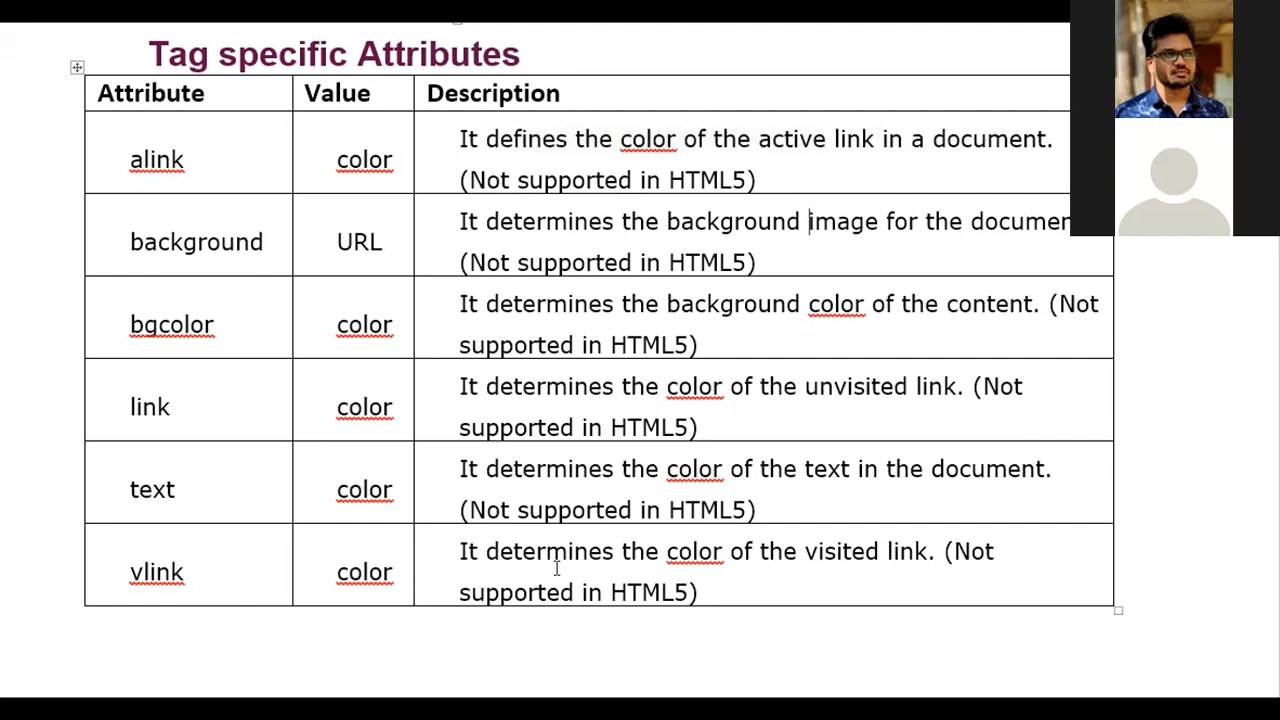 Tag specific Attributes
Attribute Value Description
alink color It defines the color of the active link in a document.
(Not supported in HTML5)
background URL It determines the background image for the
(Not supported in HTML5)
bgcolor color It determines the background color of the content. (Not
supported in HTML5)
link color It determines the color of the unvisited link. (Not
supported in HTML5)
text color It determines the color of the text in the document.
(Not supported in HTML5)
vlink color It determines the color of the visited link. (Not
supported in HTML5)